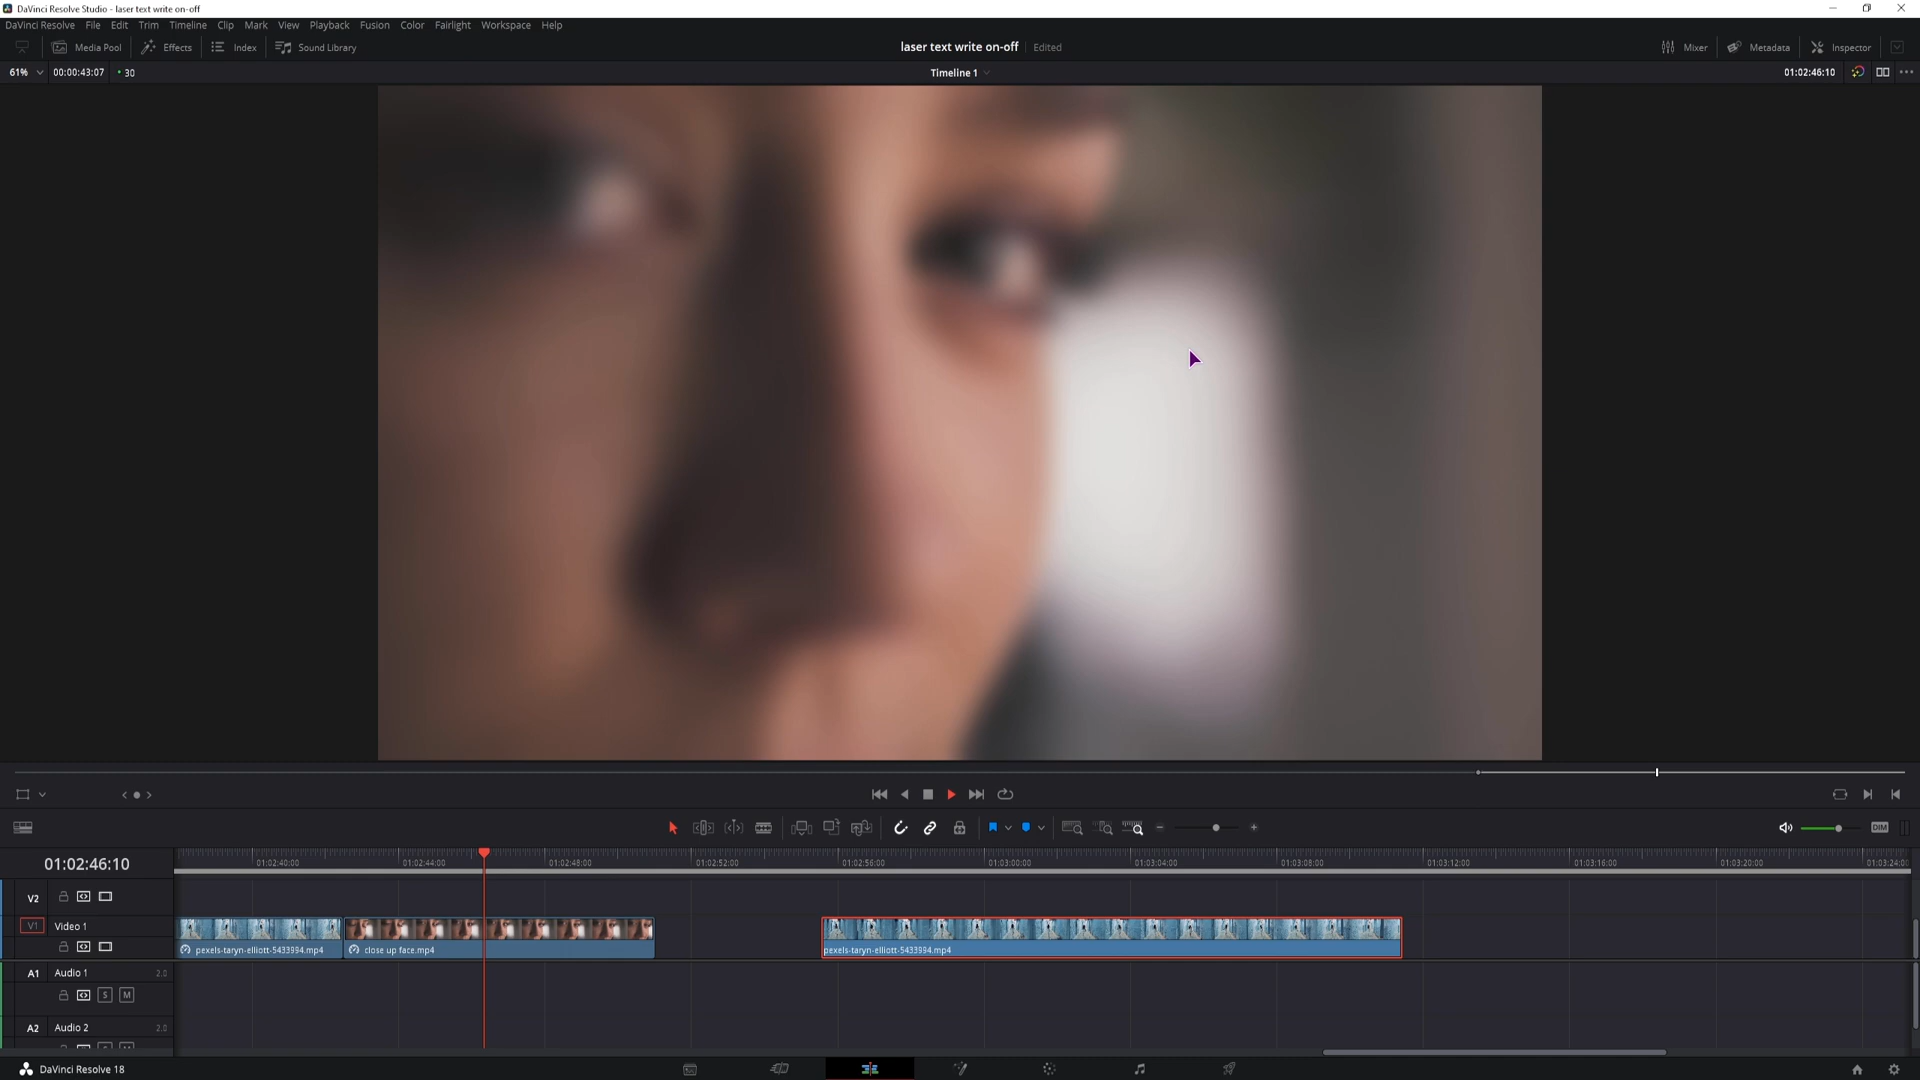 DaVinci Resolve Studio - laser text write on-off
DaVinci Resolve File Edit Trim Timeline Clip Mark View Playback Fusion Color Fairlight Workspace Help
Media Pool Effects Index Sound Library laser text write on-off Edited Mixer Metadata Inspector
61% 00:00:43:07 30 Timeline 1 01:02:46:10
DIM
01:02:46:10 01:02:40:00 01:02:44:00 01:02:48:00 01:02:52:00 01:02:56:00 01:03:00:00 01:03:04:00 01:03:08:00 01:03:12:00 01:03:16:00 01:03:20:00 01:03:24:00
V2
V1 Video 1
pexels-taryn-elliott-5433994.mp4 close up face.mp4 pexels-taryn-elliott-5433994.mp4
A1 Audio 1 2.0
S M
A2 Audio 2 2.0
DaVinci Resolve 18